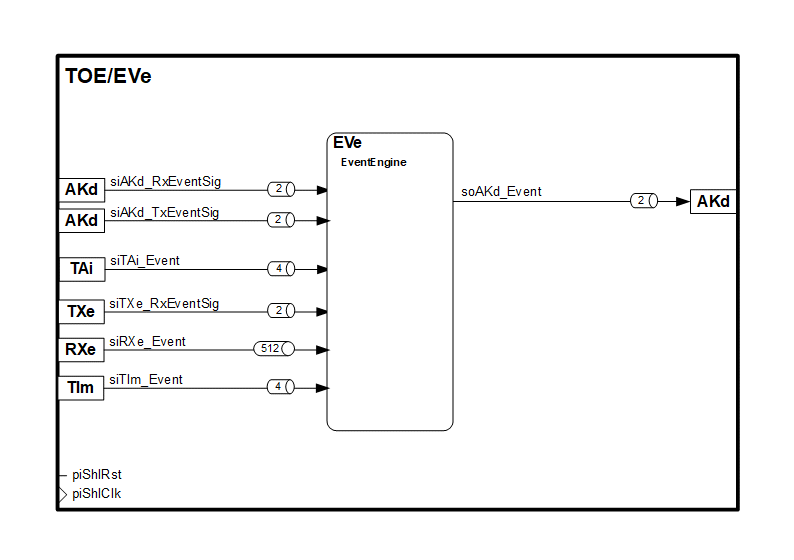 TOE/EVe
EVe
EventEngine
AKd siAKd_RxEventSig 2
AKd siAKd_TxEventSig 2
TAi siTAi_Event 4
TXe siTXe_RxEventSig 2
RXe siRXe_Event 512
TIm siTIm_Event 4
soAKd_Event 2 AKd
piShlRst
piShlClk